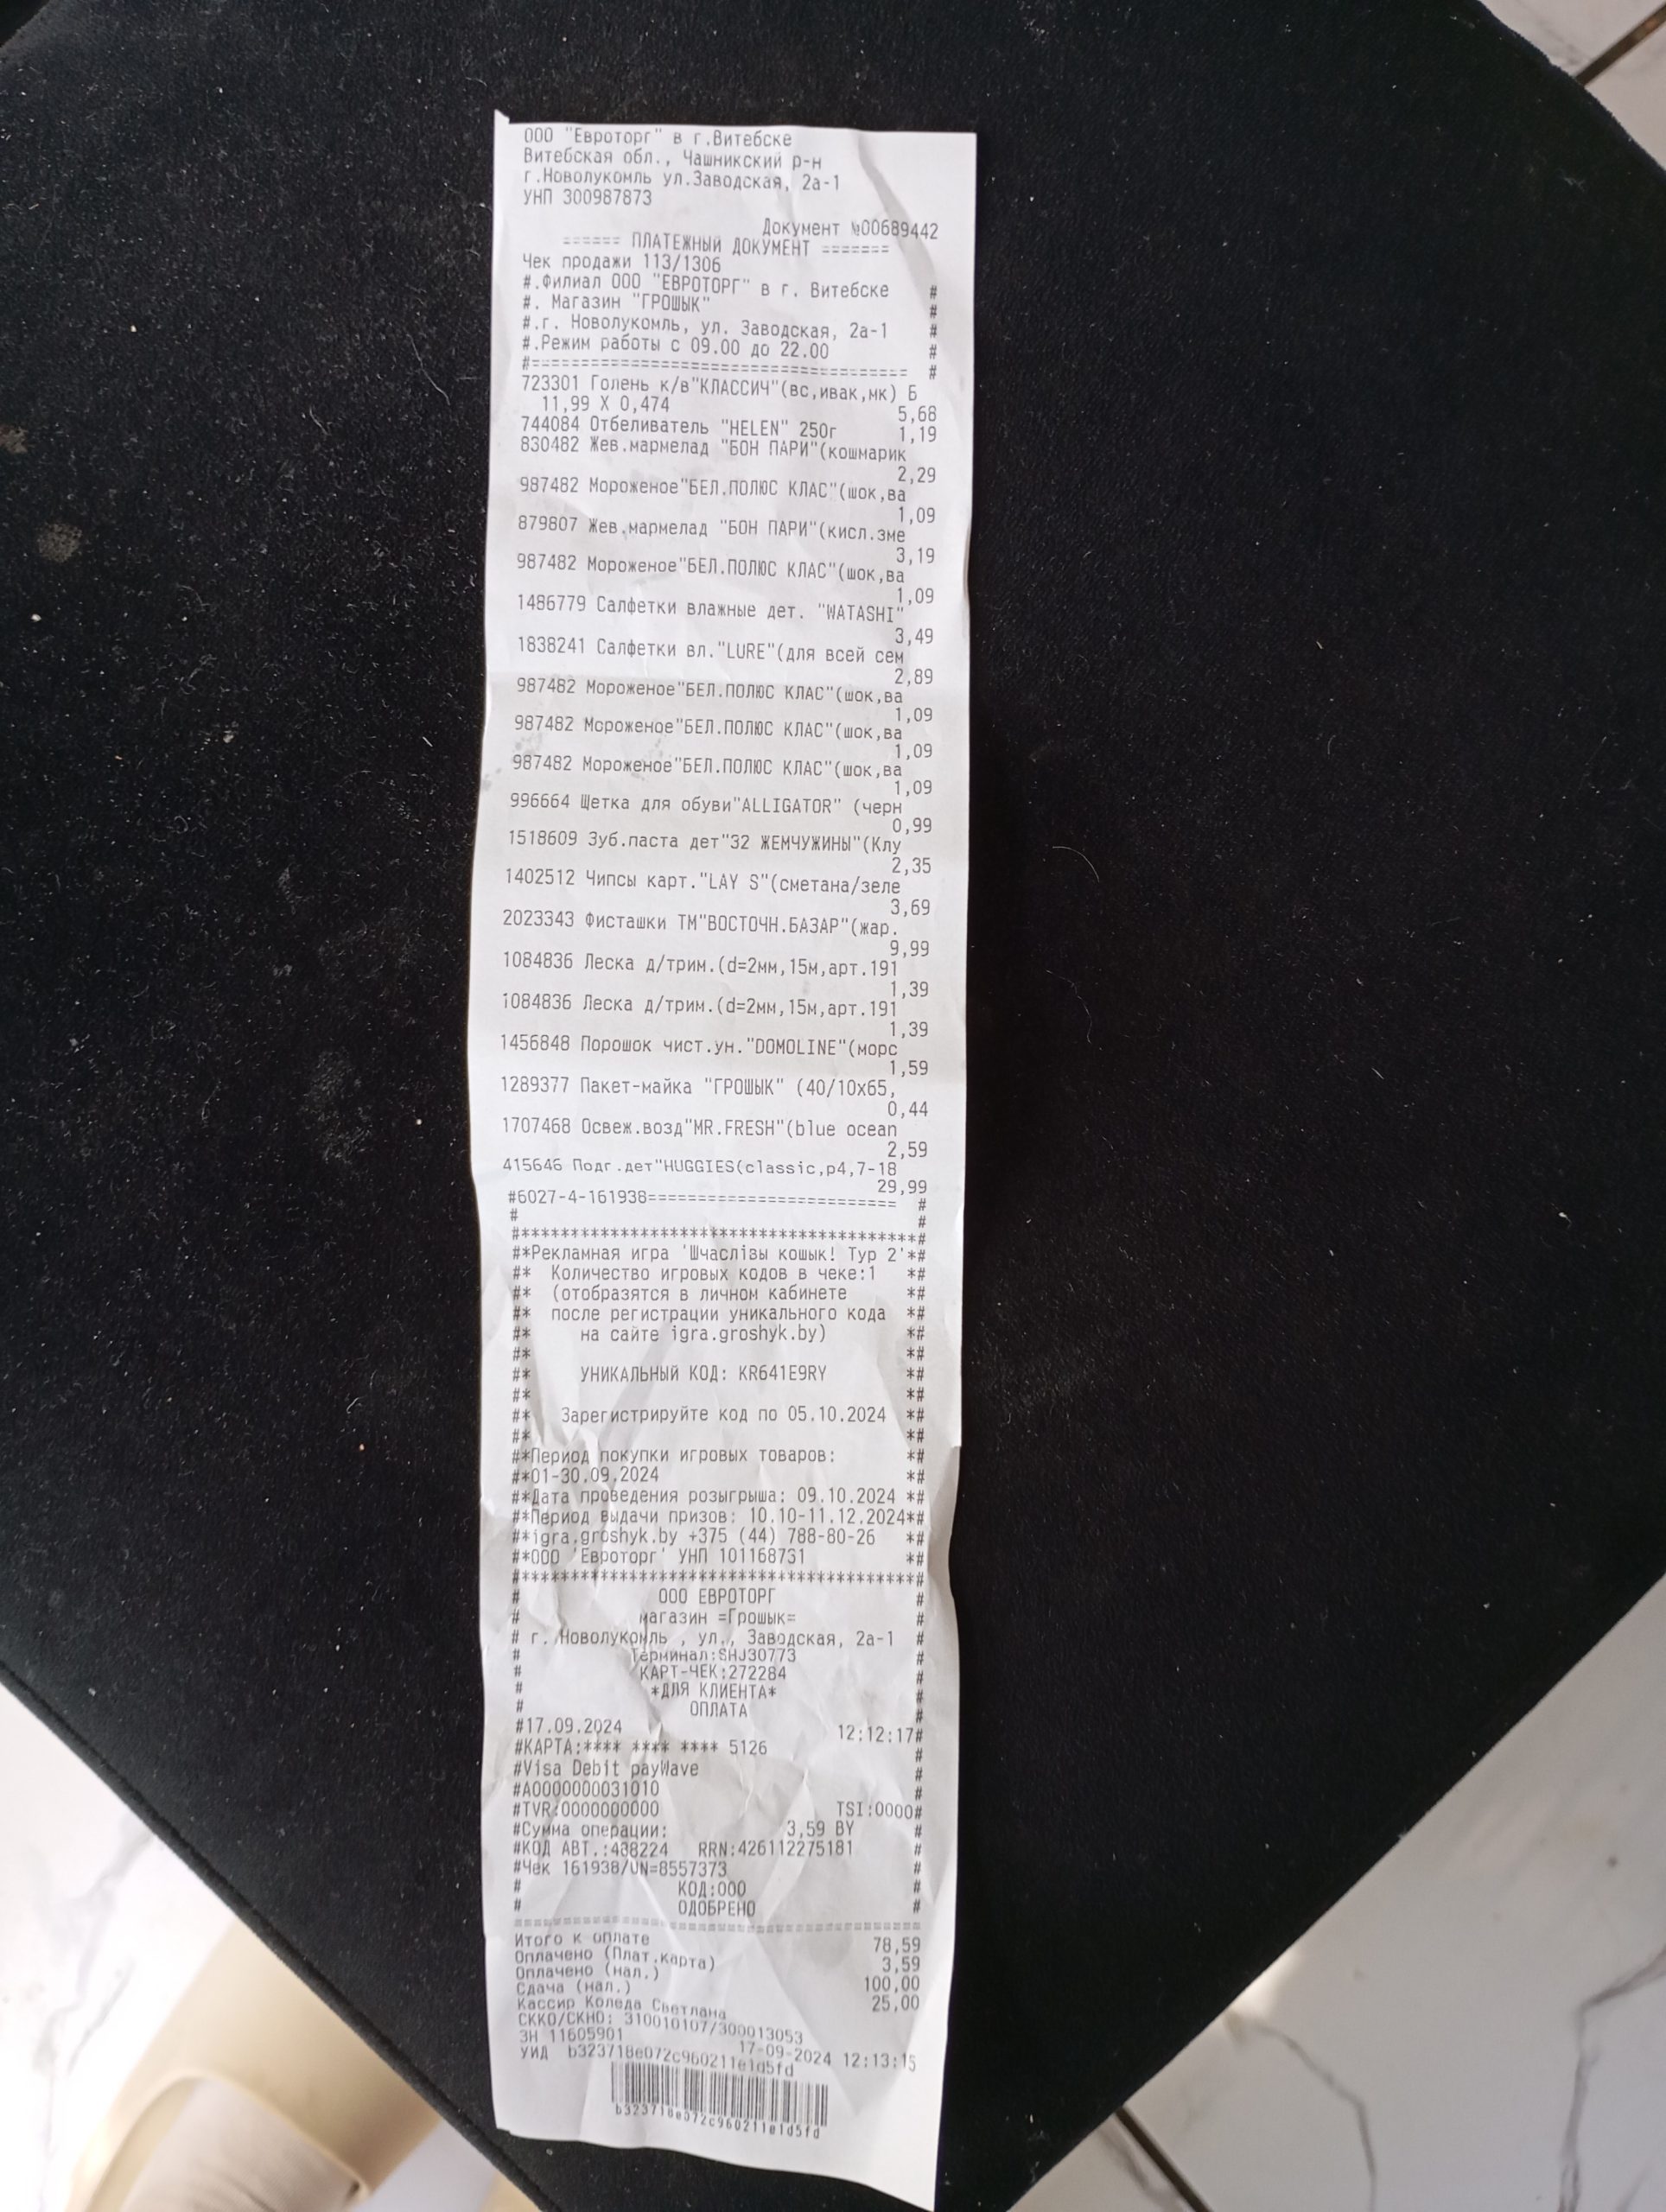 ООО "Евроторг" в г.Витебске
Витебская обл., Чашникский р-н
г.Новолукомль ул.Заводская, 2а-1
УНП 300987873
Документ №00689442
====== ПЛАТЕЖНЫЙ ДОКУМЕНТ =======
Чек продажи 113/1306
#.Филиал ООО "ЕВРОТОРГ" в г. Витебске #
#. Магазин "ГРОШЫК" #
#.г. Новолукомль, ул. Заводская, 2а-1 #
#.Режим работы с 09.00 до 22.00 #
#====================================== #
723301 Голень к/в"КЛАССИЧ"(вс,ивак,мк) Б
11,99 X 0,474 5,68
744084 Отбеливатель "HELEN" 250г 1,19
830482 Жев.мармелад "БОН ПАРИ"(кошмарик
2,29
987482 Мороженое"БЕЛ.ПОЛЮС КЛАС"(шок,ва
1,09
879807 Жев.мармелад "БОН ПАРИ"(кисл.зме
3,19
987482 Мороженое"БЕЛ.ПОЛЮС КЛАС"(шок,ва
1,09
1486779 Салфетки влажные дет. "WATASHI"
3,49
1838241 Салфетки вл."LURE"(для всей сем
2,89
987482 Мороженое"БЕЛ.ПОЛЮС КЛАС"(шок,ва
1,09
987482 Мороженое"БЕЛ.ПОЛЮС КЛАС"(шок,ва
1,09
987482 Мороженое"БЕЛ.ПОЛЮС КЛАС"(шок,ва
1,09
996664 Щетка для обуви"ALLIGATOR" (черн
0,99
1518609 Зуб.паста дет"32 ЖЕМЧУЖИНЫ"(Клу
2,35
1402512 Чипсы карт."LAY S"(сметана/зеле
3,69
2023343 Фисташки ТМ"ВОСТОЧН.БАЗАР"(жар.
9,99
1084836 Леска д/трим.(d=2мм,15м,арт.191
1,39
1084836 Леска д/трим.(d=2мм,15м,арт.191
1,39
1456848 Порошок чист.ун."DOMOLINE"(морс
1,59
1289377 Пакет-майка "ГРОШЫК" (40/10х65,
0,44
1707468 Освеж.возд"MR.FRESH"(blue ocean
2,59
415646 Подг.дет"HUGGIES(classic,р4,7-18
29,99
#6027-4-161938========================= #
# #
#****************************************#
#*Рекламная игра 'Шчаслiвы кошык! Тур 2'*#
#* Количество игровых кодов в чеке:1 *#
#* (отобразятся в личном кабинете *#
#* после регистрации уникального кода *#
#* на сайте igra.groshyk.by) *#
#* *#
#* УНИКАЛЬНЫЙ КОД: KR641E9RY *#
#* *#
#* Зарегистрируйте код по 05.10.2024 *#
#* *#
#*Период покупки игровых товаров: *#
#*01-30.09.2024 *#
#*Дата проведения розыгрыша: 09.10.2024 *#
#*Период выдачи призов: 10.10-11.12.2024*#
#*igra.groshyk.by +375 (44) 788-80-26 *#
#*ООО 'Евроторг' УНП 101168731 *#
#****************************************#
# ООО ЕВРОТОРГ #
# магазин =Грошык= #
# г. Новолукомль , ул., Заводская, 2а-1 #
# Терминал:SHJ30773 #
# КАРТ-ЧЕК:272284 #
# *ДЛЯ КЛИЕНТА* #
# ОПЛАТА #
#17.09.2024 12:12:17#
#КАРТА:**** **** **** 5126 #
#Visa Debit payWave #
#A0000000031010 #
#TVR:0000000000 TSI:0000#
#Сумма операции: 3,59 BY #
#КОД АВТ.:438224 RRN:426112275181 #
#Чек 161938/UN=8557373 #
# КОД:000 #
# ОДОБРЕНО #
=========================================
Итого к оплате 78,59
Оплачено (Плат.карта) 3,59
Оплачено (нал.) 100,00
Сдача (нал.) 25,00
Кассир Коледа Светлана
СККО/СКНО: 310010107/300013053
ЗН 11605901 17-09-2024 12:13:15
УИД b323718e072c960211e1d5fd
b323718e072c960211e1d5fd